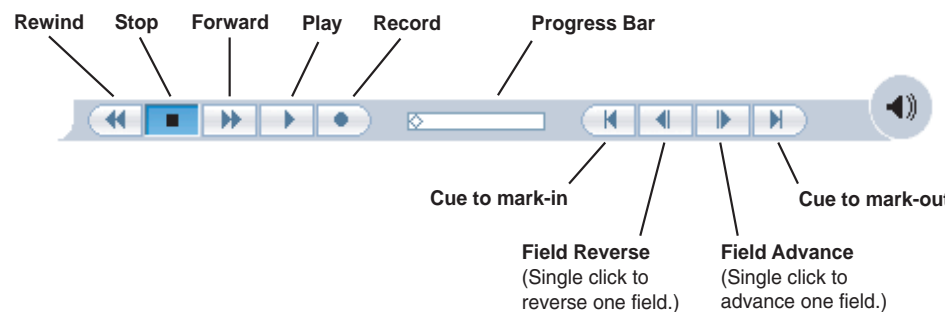 Rewind Stop Forward Play Record Progress Bar
Cue to mark-in Cue to mark-out
Field Reverse
(Single click to
reverse one field.)
Field Advance
(Single click to
advance one field.)